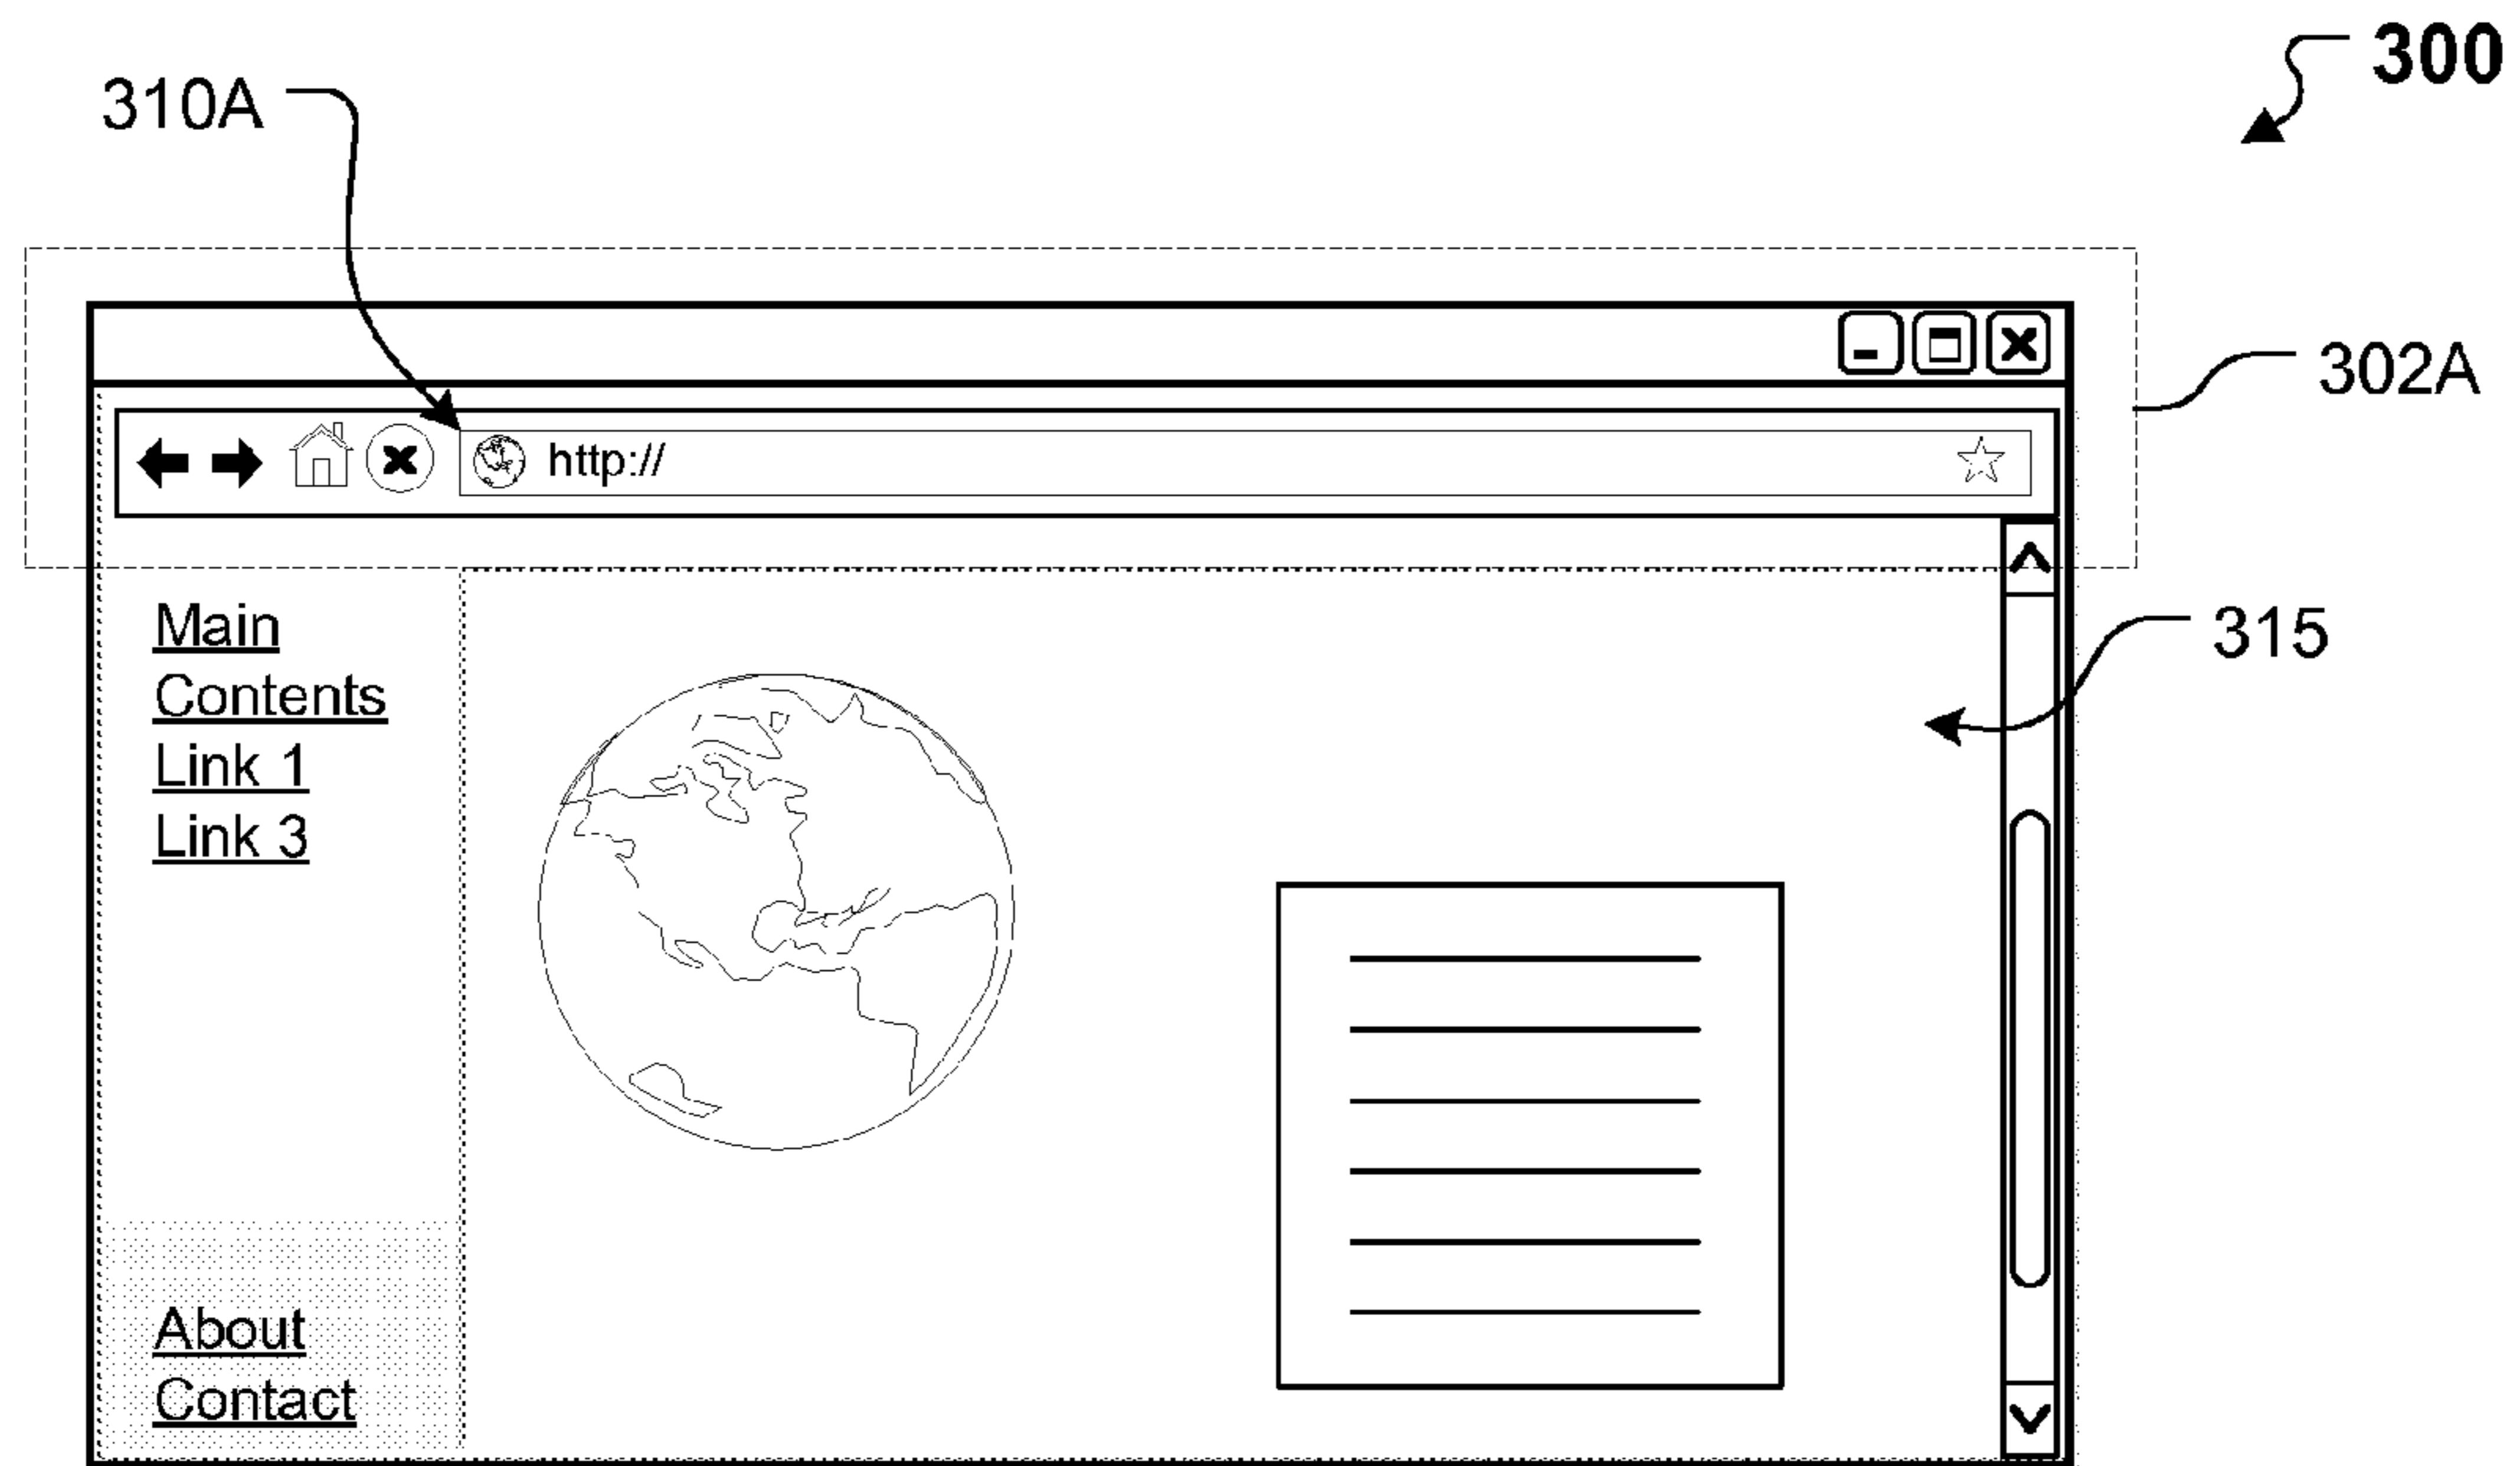 300
310A
302A
http://
315
Main
Contents
Link 1
Link 3
About
Contact